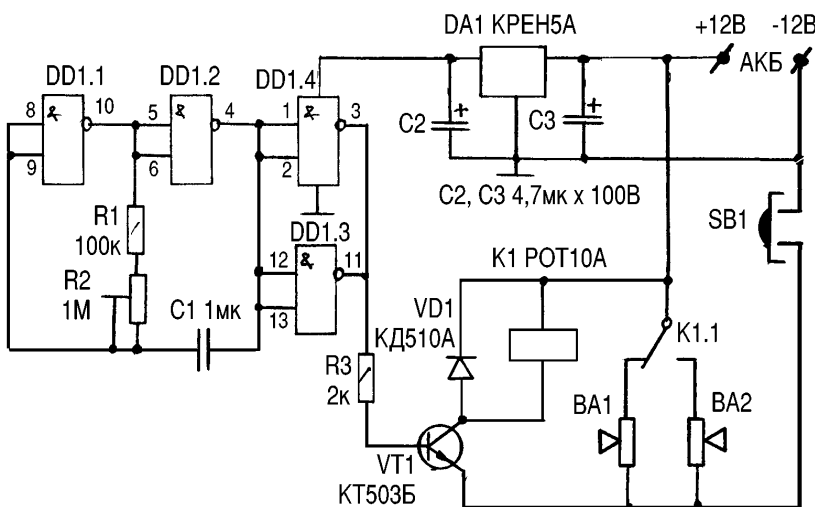 DA1 КРЕН5А
+12В
-12В
АКБ
DD1.1
DD1.2
DD1.4
8
&
10
9
5
&
4
6
1
&
3
2
C2
+
C3
+
C2, C3 4,7мк x 100В
SB1
R1
100к
DD1.3
R2
1М
C1 1мк
12
&
11
13
K1 РОТ10А
VD1
КД510А
K1.1
R3
2к
BA1
BA2
VT1
КТ503Б